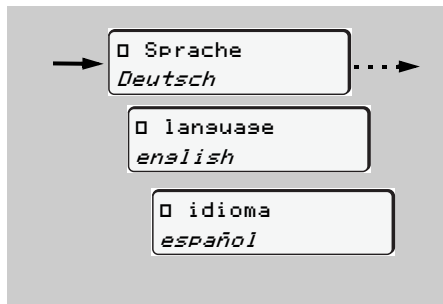 ▯ Sprache
Deutsch
▯ language
english
▯ idioma
español